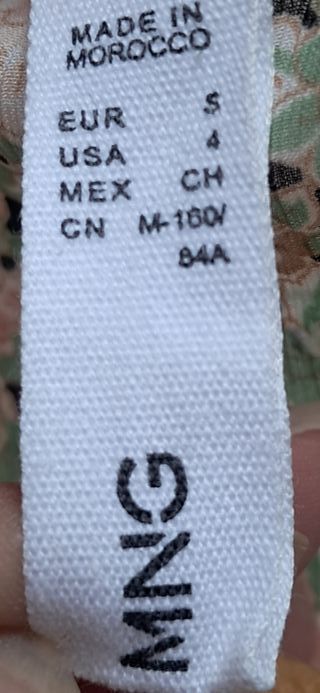 MADE IN
MOROCCO
EUR S
USA 4
MEX CH
CN M-160/
84A
MNG